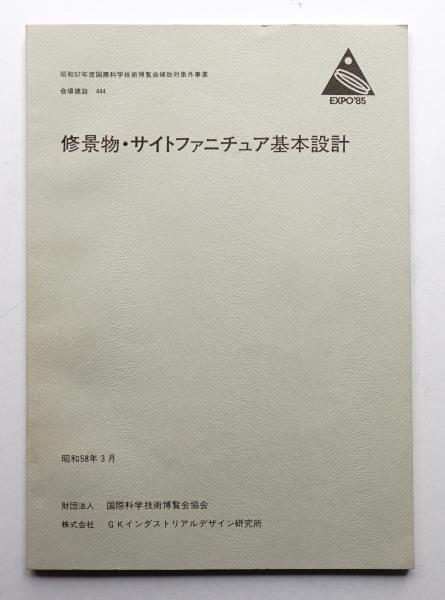 昭和57年度国際科学技術博覧会補助対象外事業
会場建設 444
EXPO'85
修景物・サイトファニチュア基本設計
昭和58年3月
財団法人 国際科学技術博覧会協会
株式会社 GKインダストリアルデザイン研究所